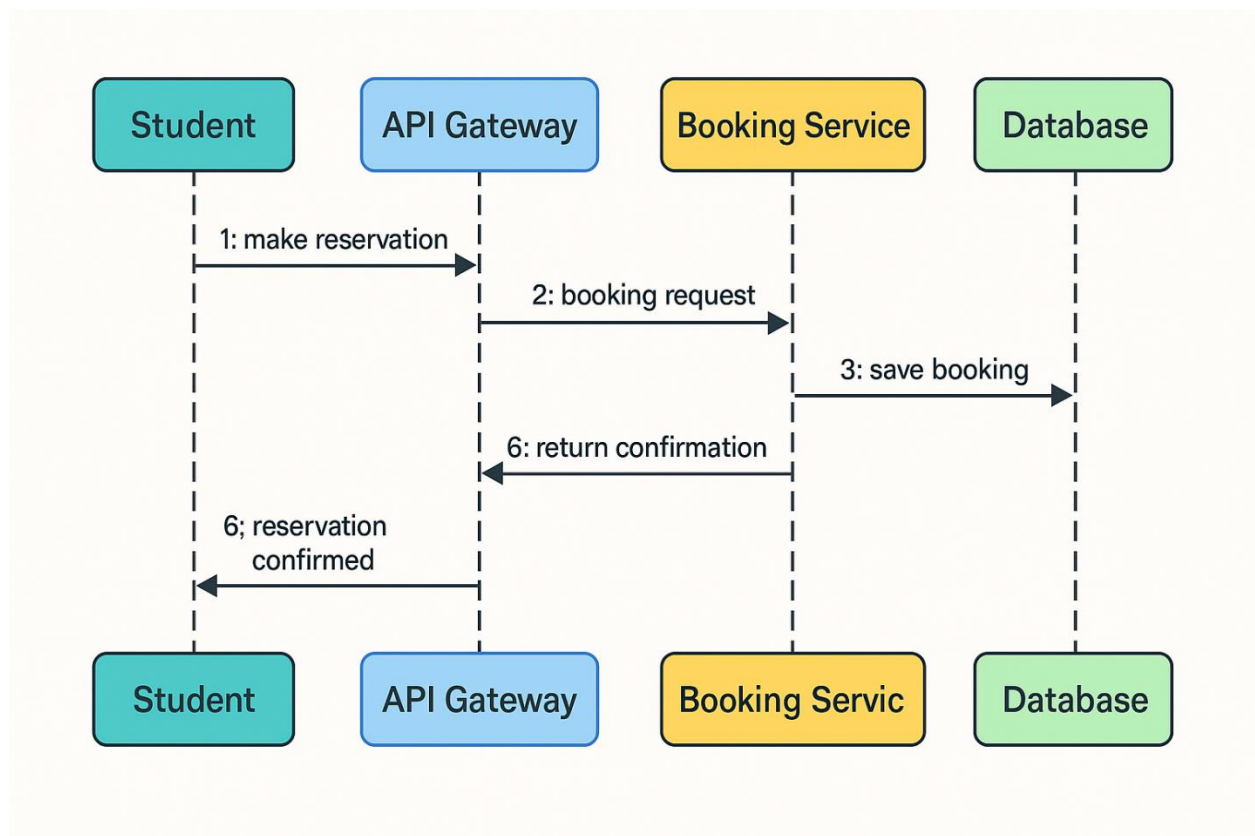 Student
API Gateway
Booking Service
Database
1: make reservation
2: booking request
3: save booking
6: return confirmation
6; reservation
confirmed
Student
API Gateway
Booking Servic
Database